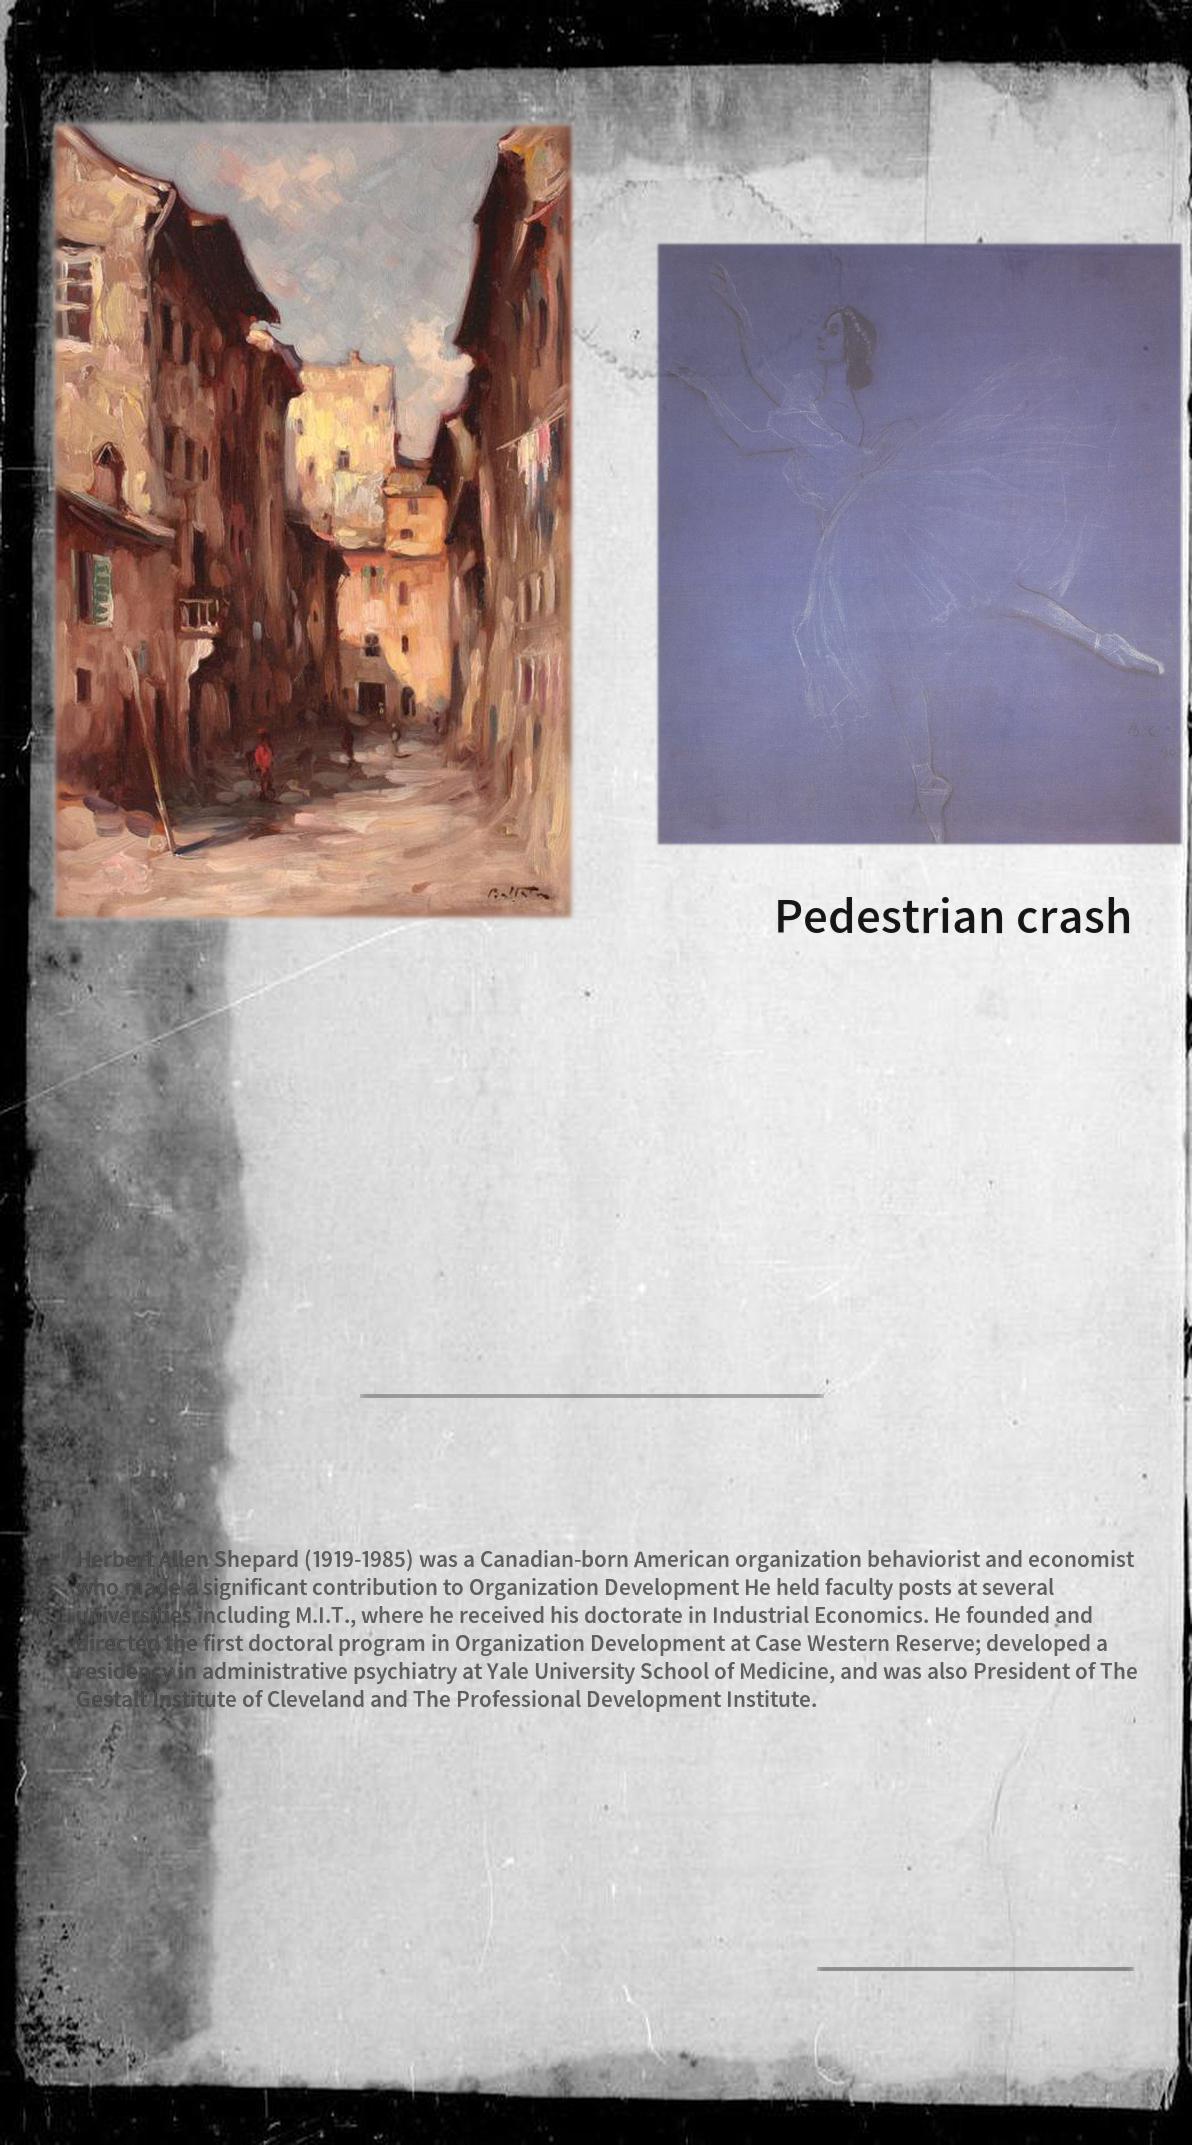 Pedestrian crash
Herbert Allen Shepard (1919-1985) was a Canadian-born American organization behaviorist and economist
who made a significant contribution to Organization Development He held faculty posts at several
universities including M.I.T., where he received his doctorate in Industrial Economics. He founded and
directed the first doctoral program in Organization Development at Case Western Reserve; developed a
residency in administrative psychiatry at Yale University School of Medicine, and was also President of The
Gestalt Institute of Cleveland and The Professional Development Institute.